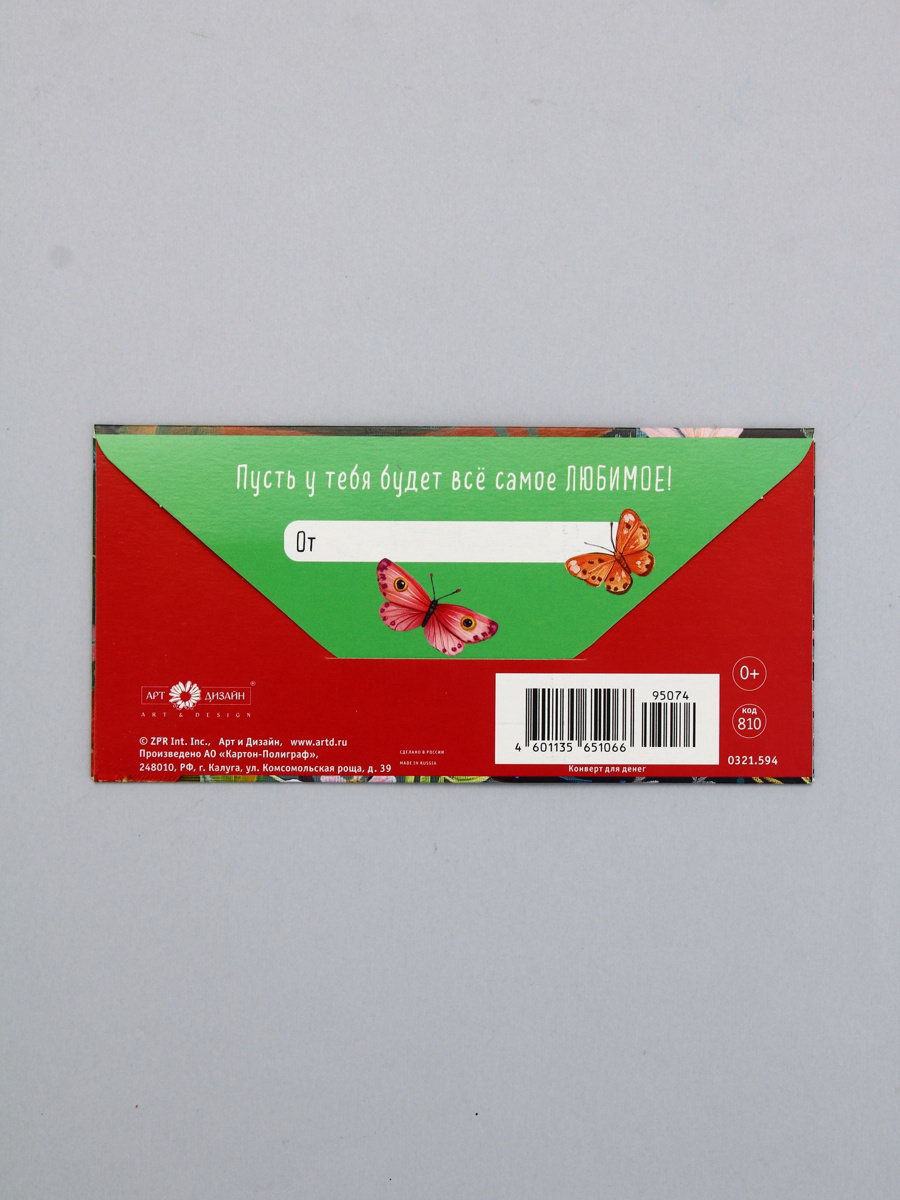 Пусть у тебя будет всё самое ЛЮБИМОЕ!
От
АРТ ДИЗАЙН ®
ART & DESIGN
© ZPR Int. Inc., Арт и Дизайн, www.artd.ru
Произведено АО «Картон-Полиграф»,
248010, РФ, г. Калуга, ул. Комсомольская роща, д. 39
СДЕЛАНО В РОССИИ
MADE IN RUSSIA
95074
4 601135 651066
Конверт для денег
0+
код
810
0321.594